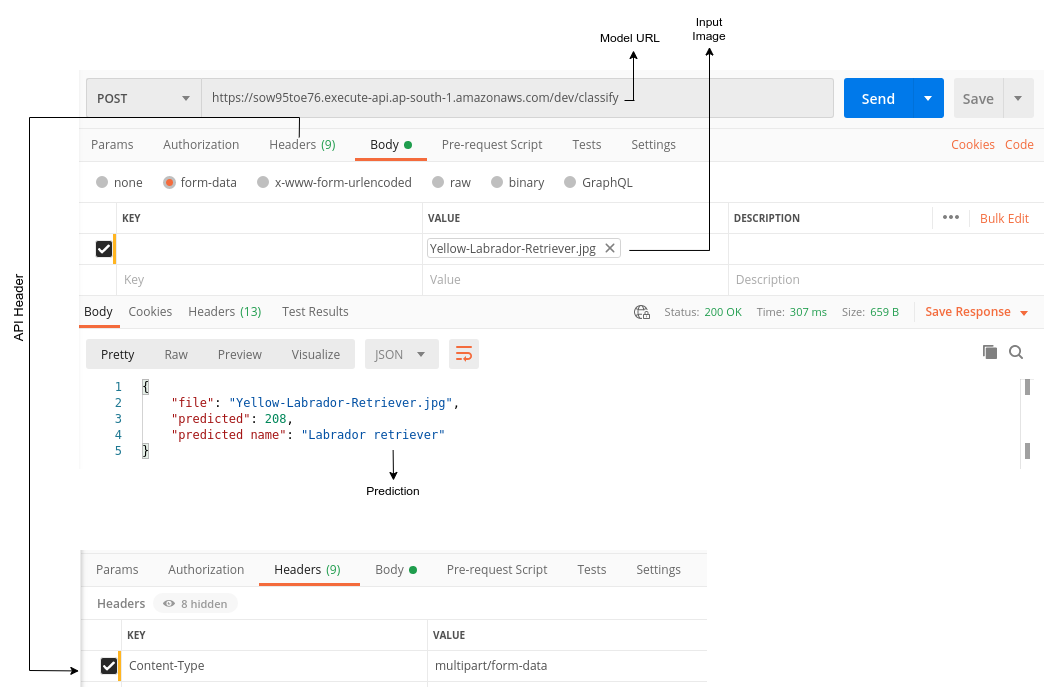 Model URL
Input
Image
POST
https://sow95toe76.execute-api.ap-south-1.amazonaws.com/dev/classify
Send
Save
Params Authorization Headers (9) Body Pre-request Script Tests Settings Cookies Code
none form-data x-www-form-urlencoded raw binary GraphQL
KEY VALUE DESCRIPTION ••• Bulk Edit
Yellow-Labrador-Retriever.jpg
Key Value Description
API Header
Body Cookies Headers (13) Test Results Status: 200 OK Time: 307 ms Size: 659 B Save Response
Pretty Raw Preview Visualize JSON
1 {
2 "file": "Yellow-Labrador-Retriever.jpg",
3 "predicted": 208,
4 "predicted name": "Labrador retriever"
5 }
Prediction
Params Authorization Headers (9) Body Pre-request Script Tests Settings
Headers 8 hidden
KEY VALUE
Content-Type multipart/form-data